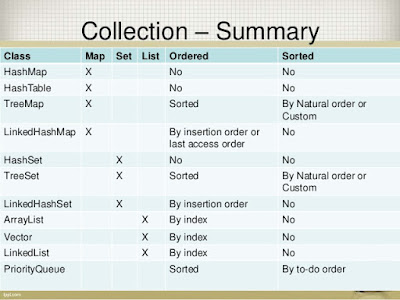 Collection – Summary
Class Map Set List Ordered Sorted
HashMap X No No
HashTable X No No
TreeMap X Sorted By Natural order or
Custom
LinkedHashMap X By insertion order or No
last access order
HashSet X No No
TreeSet X Sorted By Natural order or
Custom
LinkedHashSet X By insertion order No
ArrayList X By index No
Vector X By index No
LinkedList X By index No
PriorityQueue Sorted By to-do order